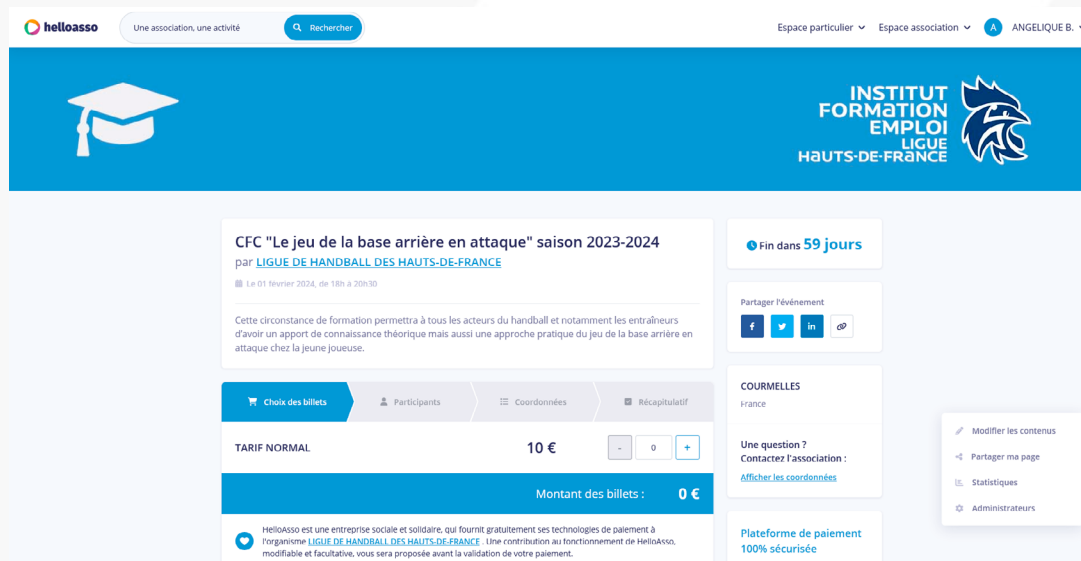 helloasso
Une association, une activité
Rechercher
Espace particulier
Espace association
A
ANGELIQUE B.
INSTITUT
FORMATION
EMPLOI
LIGUE
HAUTS-DE-FRANCE
CFC "Le jeu de la base arrière en attaque" saison 2023-2024
par LIGUE DE HANDBALL DES HAUTS-DE-FRANCE
Le 01 février 2024, de 18h à 20h30
Cette circonstance de formation permettra à tous les acteurs du handball et notamment les entraîneurs
d'avoir un apport de connaissance théorique mais aussi une approche pratique du jeu de la base arrière en
attaque chez la jeune joueuse.
Choix des billets
Participants
Coordonnées
Récapitulatif
TARIF NORMAL
10 €
-
0
+
Montant des billets :
0 €
HelloAsso est une entreprise sociale et solidaire, qui fournit gratuitement ses technologies de paiement à
l'organisme LIGUE DE HANDBALL DES HAUTS-DE-FRANCE . Une contribution au fonctionnement de HelloAsso,
modifiable et facultative, vous sera proposée avant la validation de votre paiement.
Fin dans 59 jours
Partager l'événement
COURMELLES
France
Une question ?
Contactez l'association :
Afficher les coordonnées
Plateforme de paiement
100% sécurisée
Modifier les contenus
Partager ma page
Statistiques
Administrateurs